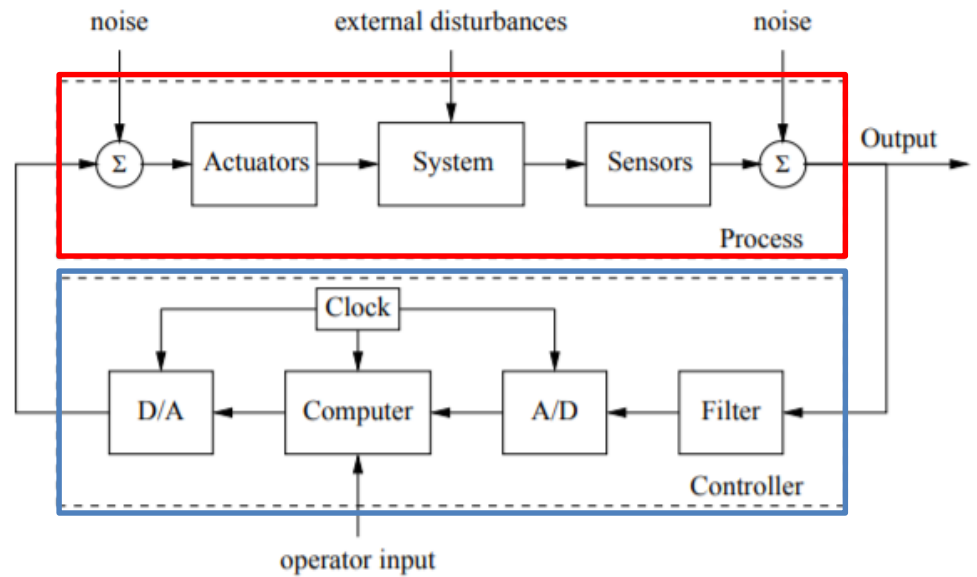 noise
external disturbances
noise
Σ
Actuators
System
Sensors
Σ
Output
Process
Clock
D/A
Computer
A/D
Filter
Controller
operator input